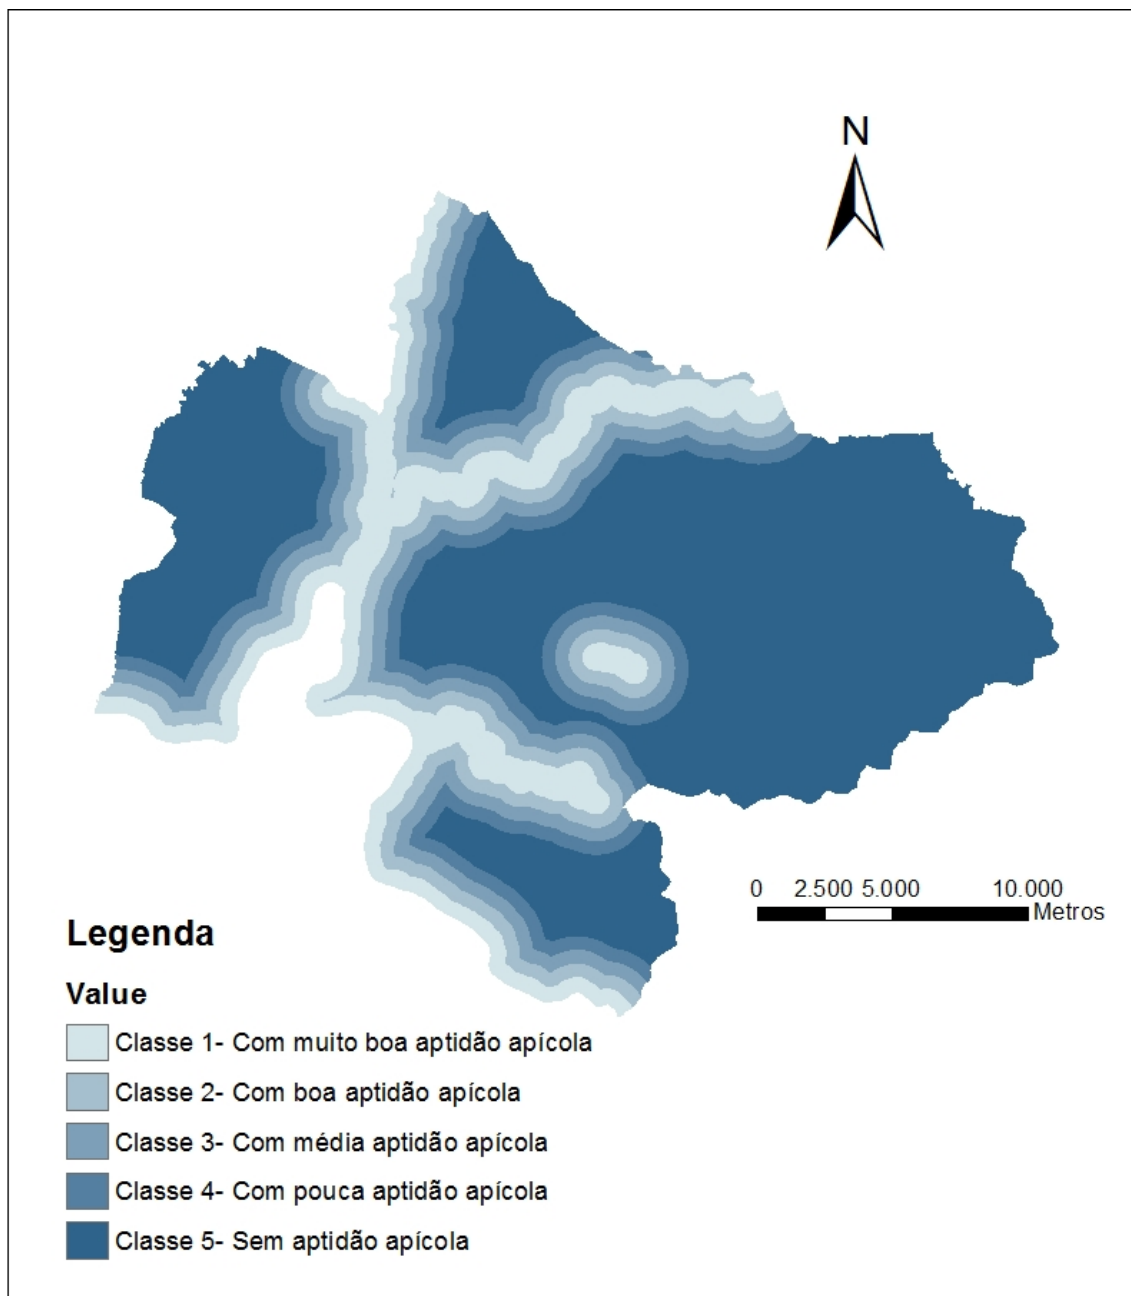 N
0 2.500 5.000 10.000
Metros
Legenda
Value
Classe 1- Com muito boa aptidão apícola
Classe 2- Com boa aptidão apícola
Classe 3- Com média aptidão apícola
Classe 4- Com pouca aptidão apícola
Classe 5- Sem aptidão apícola